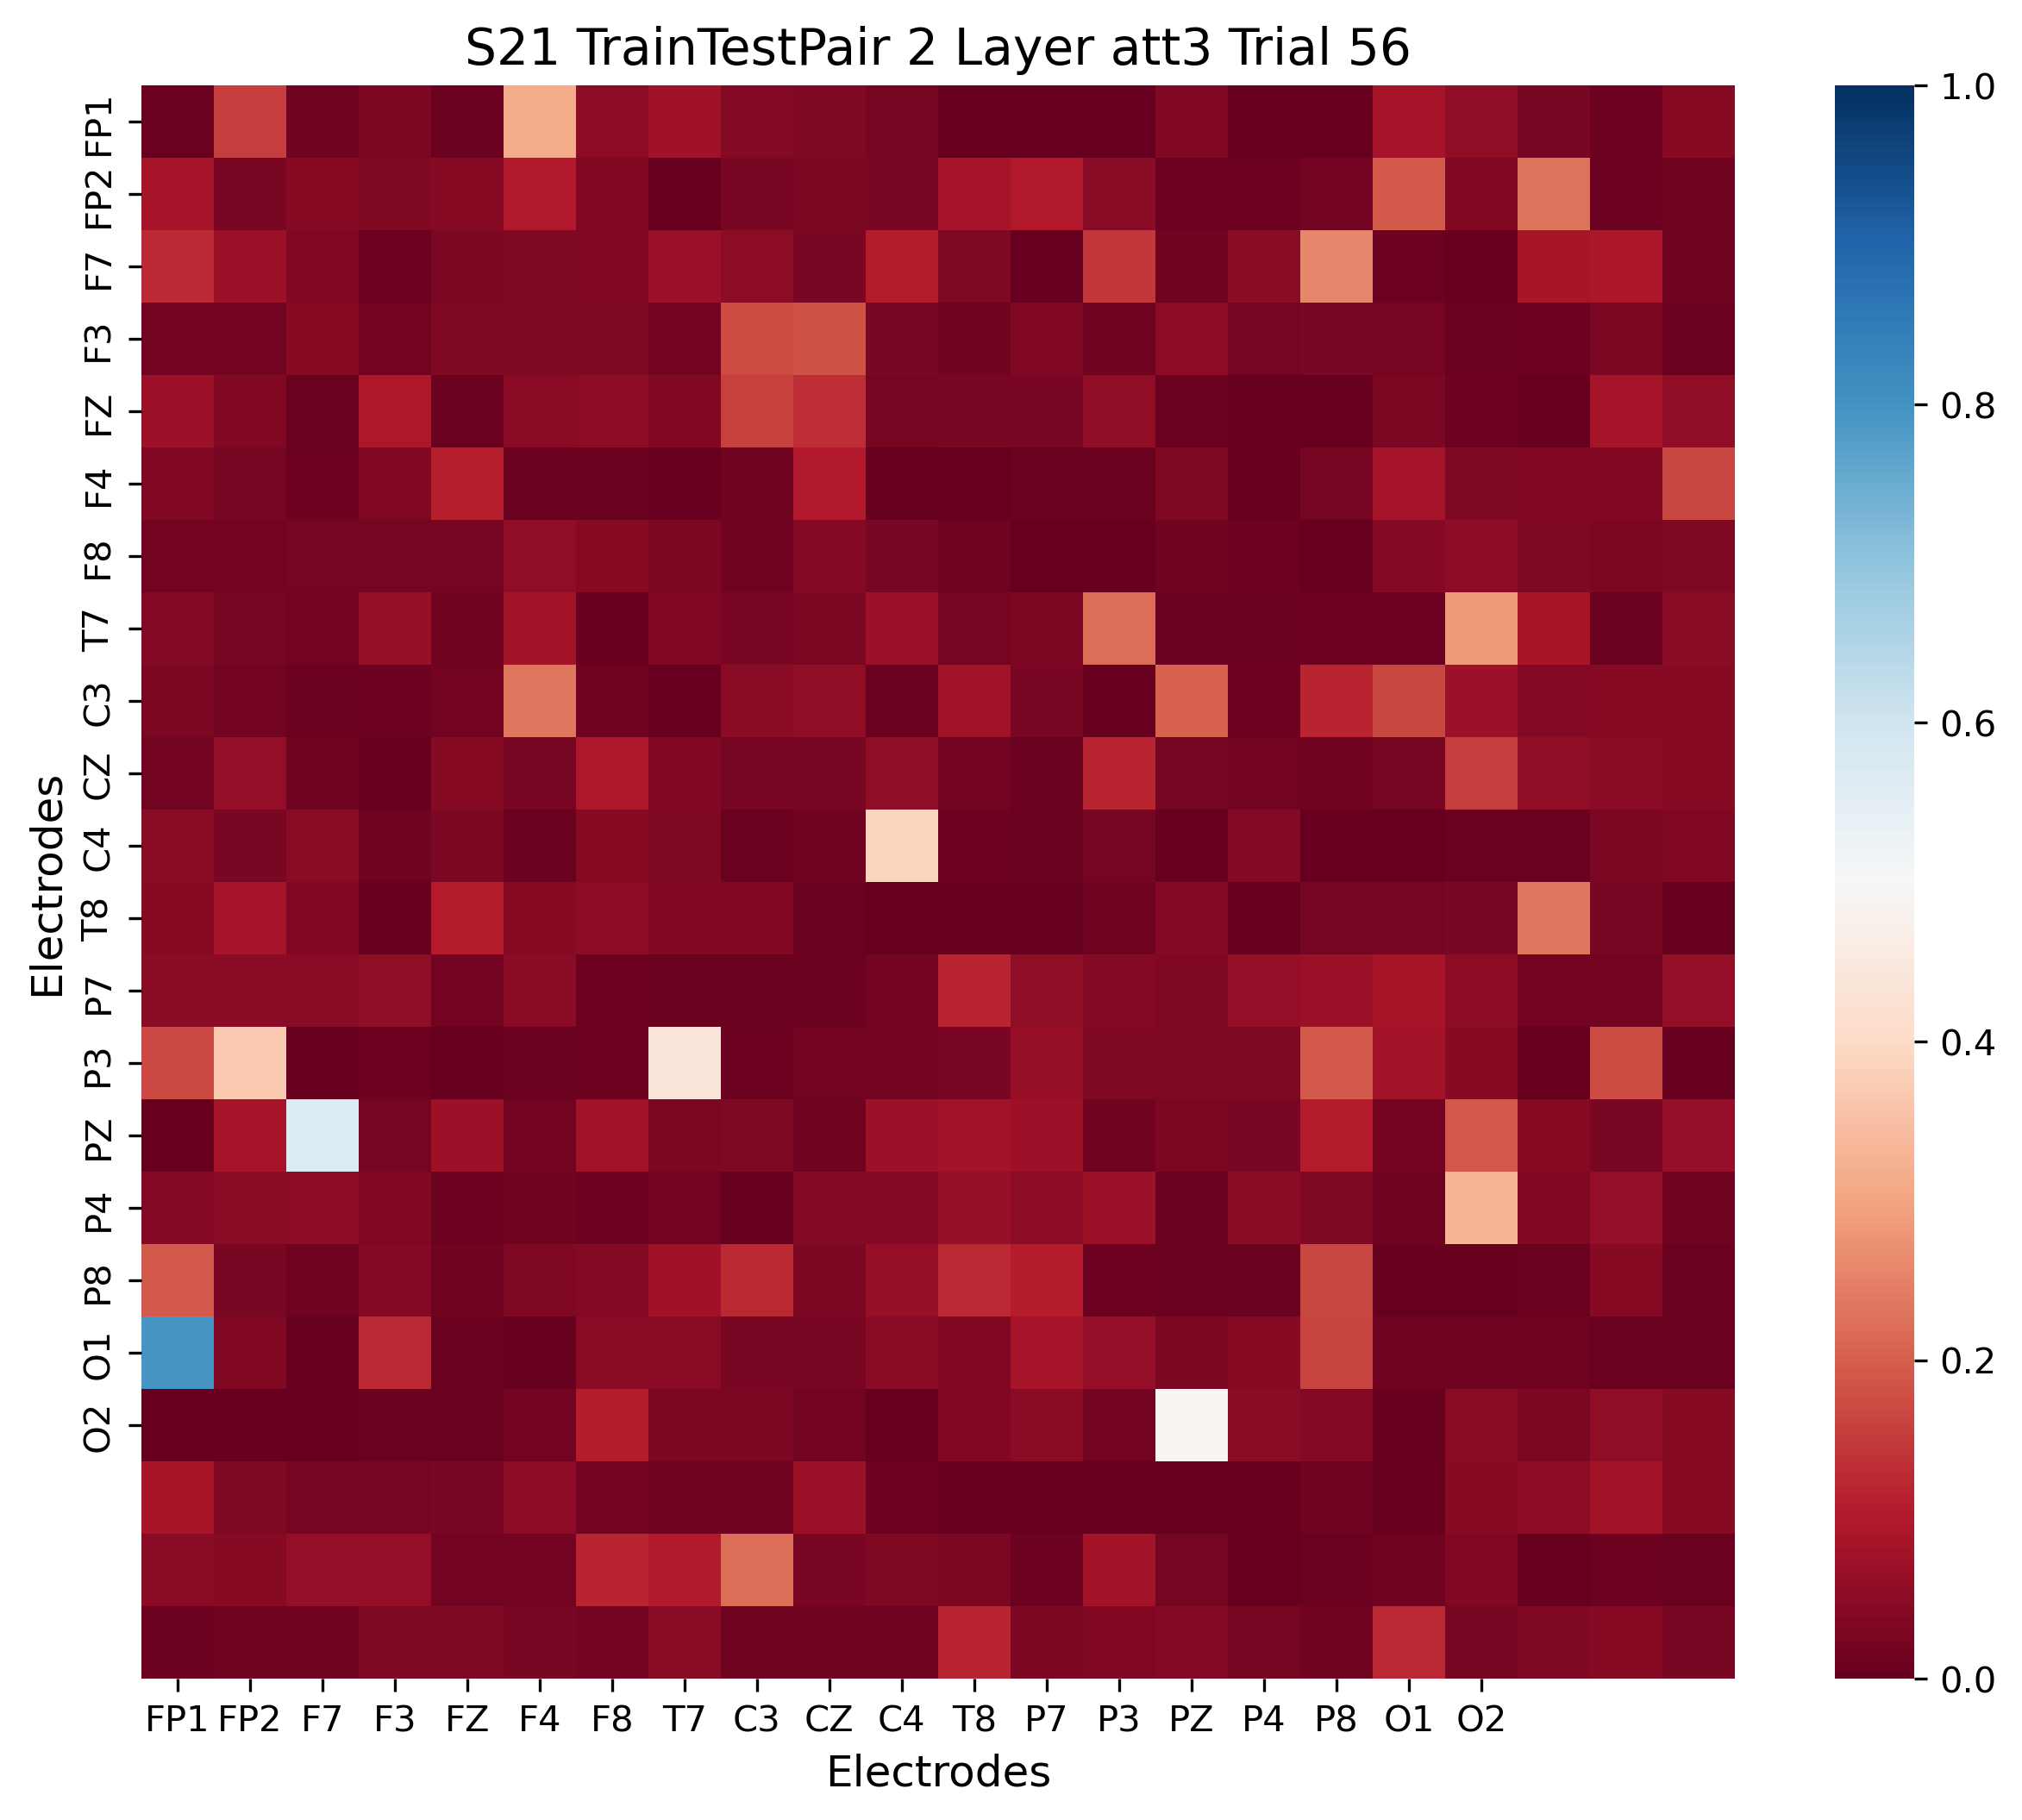 S21 TrainTestPair 2 Layer att3 Trial 56
Electrodes
FP1
FP2
F7
F3
FZ
F4
F8
T7
C3
CZ
C4
T8
P7
P3
PZ
P4
P8
O1
O2
FP1 FP2 F7 F3 FZ F4 F8 T7 C3 CZ C4 T8 P7 P3 PZ P4 P8 O1 O2
Electrodes
1.0
0.8
0.6
0.4
0.2
0.0